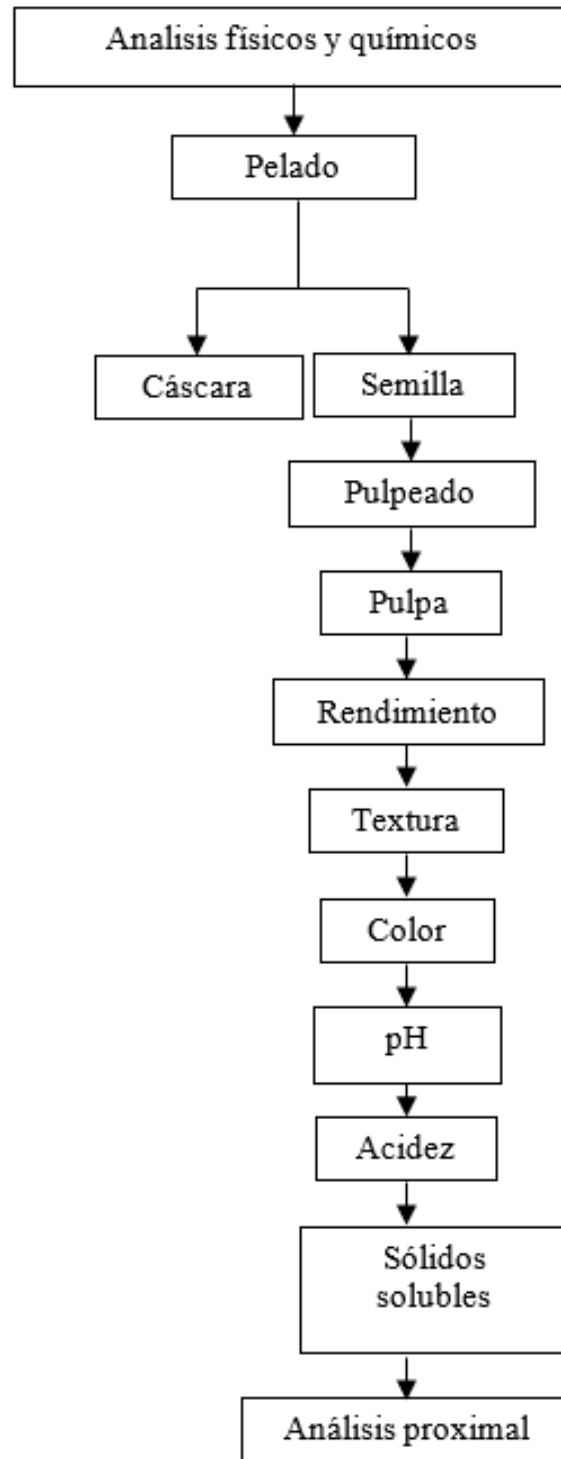 Analisis físicos y químicos
Pelado
Cáscara
Semilla
Pulpeado
Pulpa
Rendimiento
Textura
Color
pH
Acidez
Sólidos
solubles
Análisis proximal